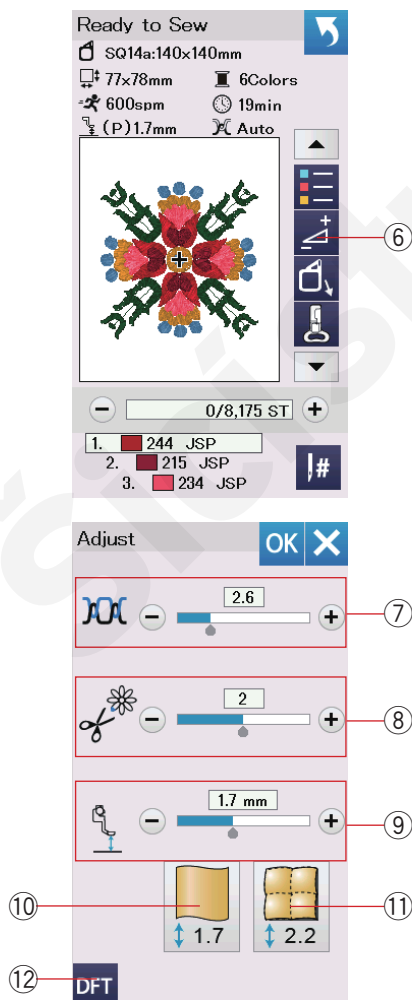 Ready to Sew
SQ14a:140x140mm
77x78mm 6Colors
600spm 19min
(P)1.7mm Auto
+
−
⑥
− 0/8,175 ST +
1. 244 JSP
2. 215 JSP
3. 234 JSP
#
Adjust OK
2.6
− + ⑦
2
− + ⑧
1.7 mm
− + ⑨
⑩ ⑪
1.7 2.2
⑫
DFT